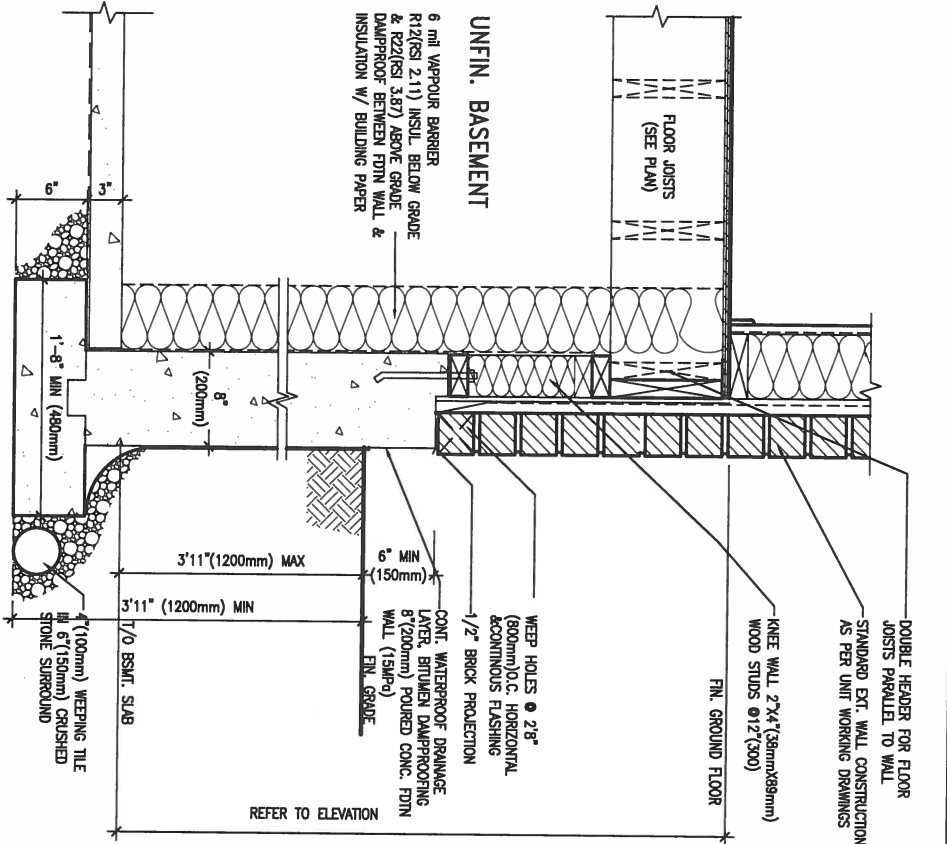 UNFIN. BASEMENT
6 mil VAPPOUR BARRIER
R12(RSI 2.11) INSUL BELOW GRADE
& R22(RSI 3.87) ABOVE GRADE
DAMPPROOF BETWEEN FDTN WALL &
INSULATION W/ BUILDING PAPER
FLOOR JOISTS
(SEE PLAN)
DOUBLE HEADER FOR FLOOR
JOISTS PARALLEL TO WALL
STANDARD EXT. WALL CONSTRUCTION
AS PER UNIT WORKING DRAWINGS
KNEE WALL 2"X4"(38mmX89mm)
WOOD STUDS @12"(300)
FIN. GROUND FLOOR
WEEP HOLES @ 2'8"
(800mm)O.C. HORIZONTAL
&CONTINOUS FLASHING
1/2" BRICK PROJECTION
CONT. WATERPROOF DRAINAGE
LAYER, BITUMEN DAMPPROOFING
8"(200mm) POURED CONC. FDTN
WALL (15MPa)
FIN. GRADE
6" MIN
(150mm)
3'11"(1200mm) MAX
3'11" (1200mm) MIN
REFER TO ELEVATION
T/O BSMT. SLAB
4"(100mm) WEEPING TILE
IN 6"(150mm) CRUSHED
STONE SURROUND
8"
(200mm)
1'-8" MIN (480mm)
6"
3"